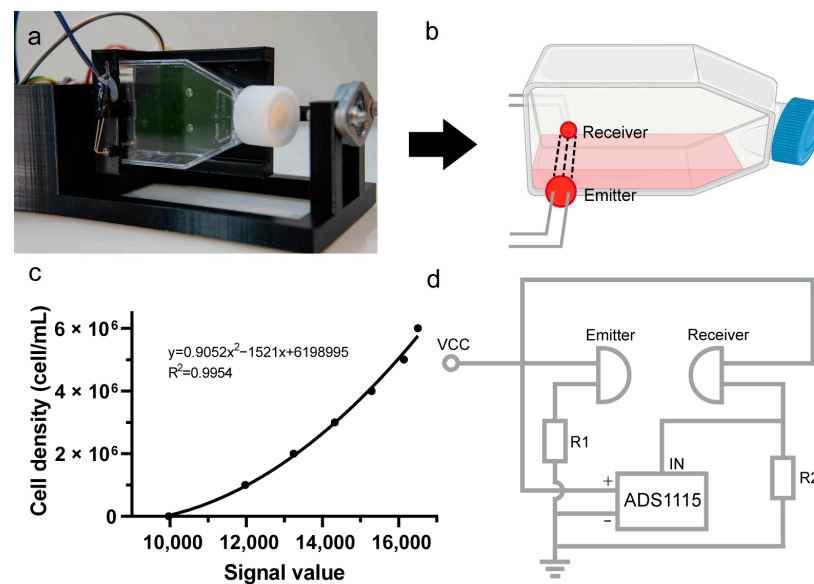 a
b
Receiver
Emitter
c
Cell density (cell/mL)
6 × 10⁶
4 × 10⁶
2 × 10⁶
0
y=0.9052x²−1521x+6198995
R²=0.9954
10,000
12,000
14,000
16,000
Signal value
d
VCC
Emitter
Receiver
R1
IN
R2
+
ADS1115
−